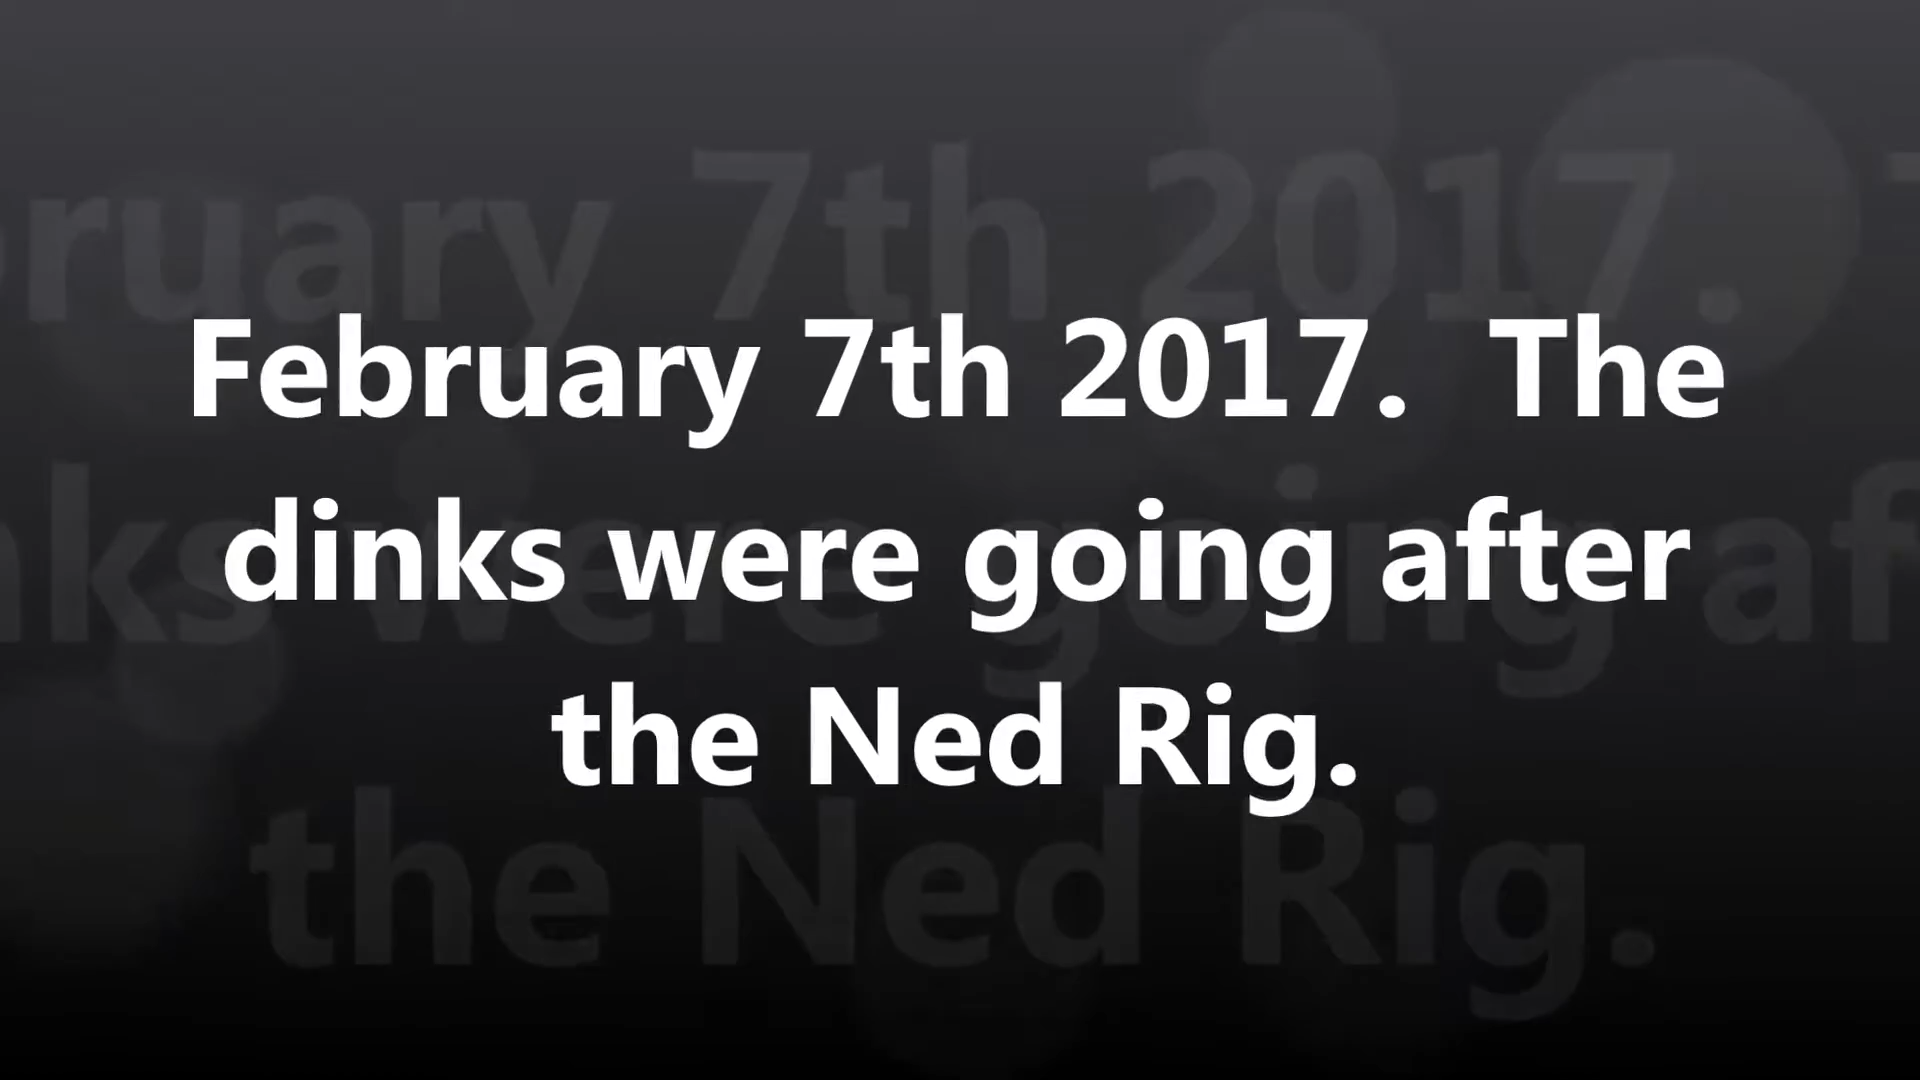 February 7th 2017.  The
dinks were going after
the Ned Rig.